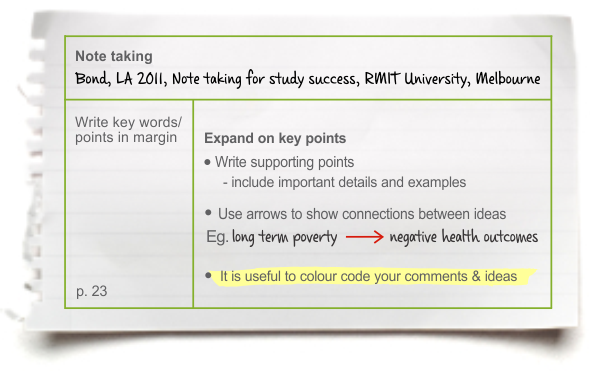 Note taking
Bond, LA 2011, Note taking for study success, RMIT University, Melbourne
Write key words/
points in margin
p. 23
Expand on key points
• Write supporting points
- include important details and examples
• Use arrows to show connections between ideas
Eg. long term poverty → negative health outcomes
• It is useful to colour code your comments & ideas